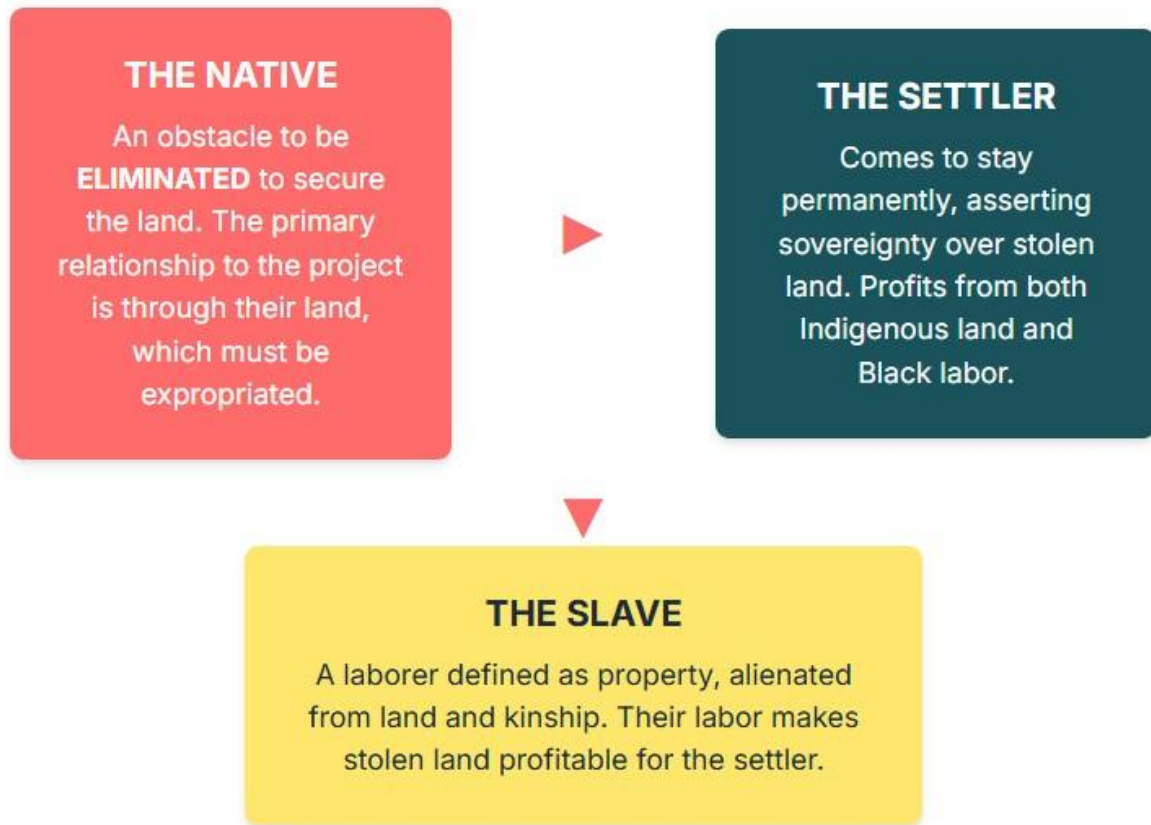 THE NATIVE
An obstacle to be
ELIMINATED to secure
the land. The primary
relationship to the project
is through their land,
which must be
expropriated.
THE SETTLER
Comes to stay
permanently, asserting
sovereignty over stolen
land. Profits from both
Indigenous land and
Black labor.
THE SLAVE
A laborer defined as property, alienated
from land and kinship. Their labor makes
stolen land profitable for the settler.